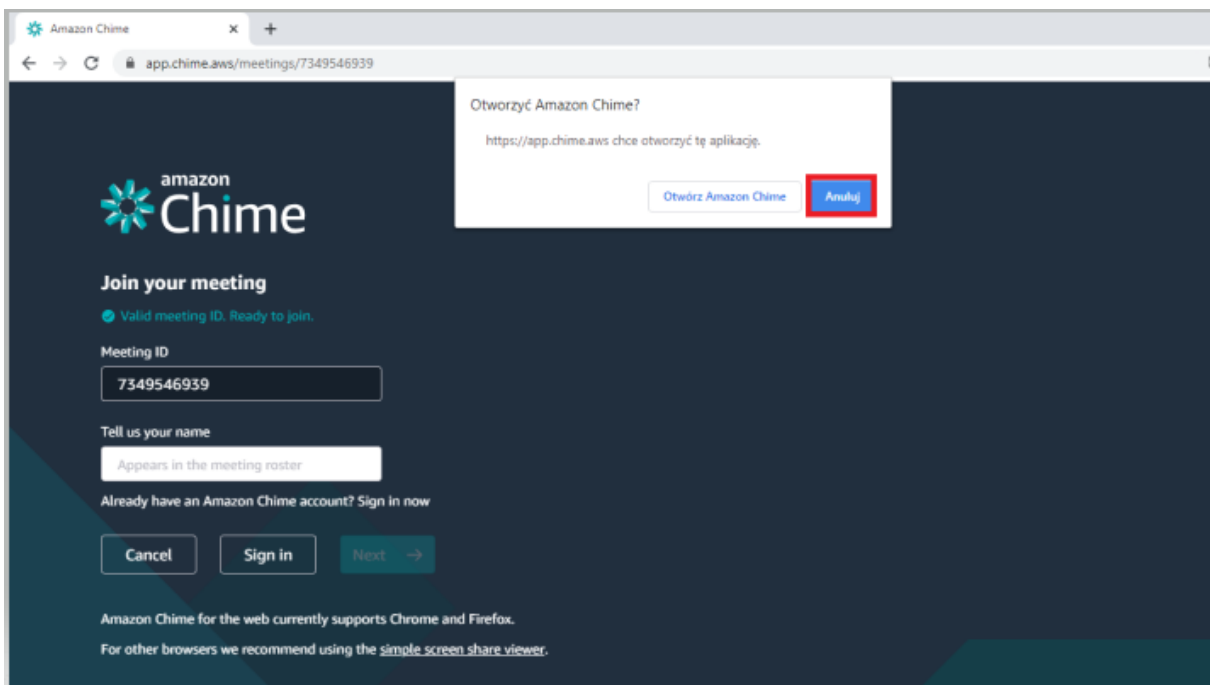 Amazon Chime
app.chime.aws/meetings/7349546939
Otworzyć Amazon Chime?
https://app.chime.aws chce otworzyć tę aplikację.
Otwórz Amazon Chime
Anuluj
amazon
Chime
Join your meeting
Valid meeting ID. Ready to join.
Meeting ID
7349546939
Tell us your name
Appears in the meeting roster
Already have an Amazon Chime account? Sign in now
Cancel
Sign in
Next
Amazon Chime for the web currently supports Chrome and Firefox.
For other browsers we recommend using the simple screen share viewer.